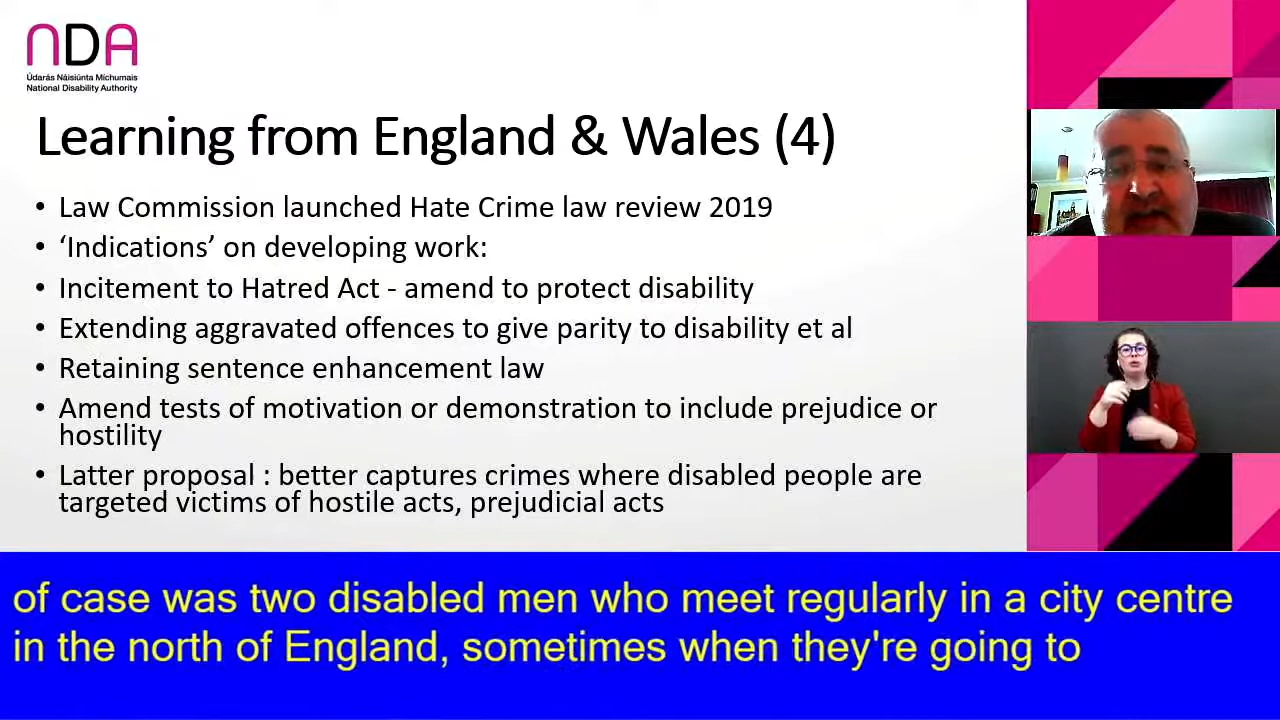 NDA
Údarás Náisiúnta Míchumais
National Disability Authority
Learning from England & Wales (4)
• Law Commission launched Hate Crime law review 2019
• ‘Indications’ on developing work:
• Incitement to Hatred Act - amend to protect disability
• Extending aggravated offences to give parity to disability et al
• Retaining sentence enhancement law
• Amend tests of motivation or demonstration to include prejudice or
hostility
• Latter proposal : better captures crimes where disabled people are
targeted victims of hostile acts, prejudicial acts
of case was two disabled men who meet regularly in a city centre
in the north of England, sometimes when they're going to